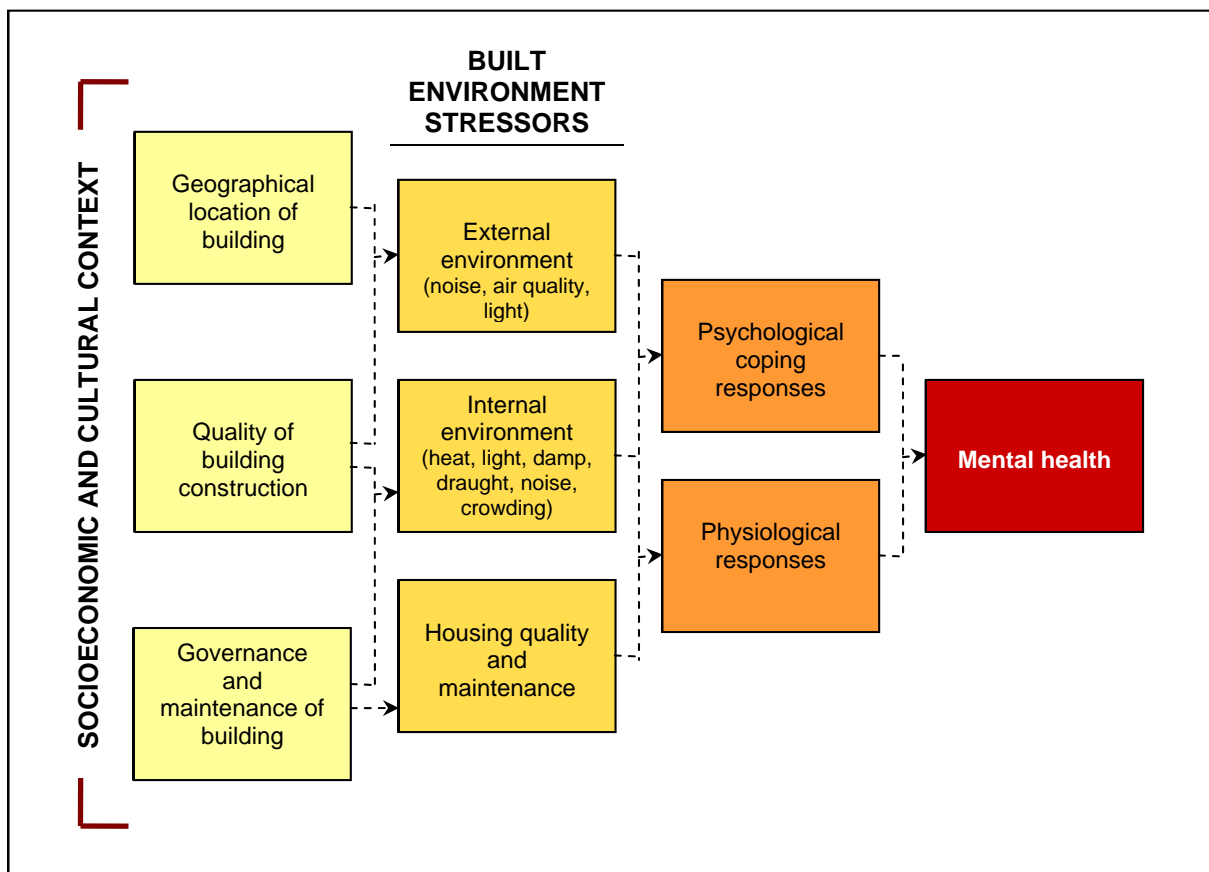 BUILT
ENVIRONMENT
STRESSORS
SOCIOECONOMIC AND CULTURAL CONTEXT
Geographical
location of
building
Quality of
building
construction
Governance
and
maintenance of
building
External
environment
(noise, air quality,
light)
Internal
environment
(heat, light, damp,
draught, noise,
crowding)
Housing quality
and
maintenance
Psychological
coping
responses
Physiological
responses
Mental health